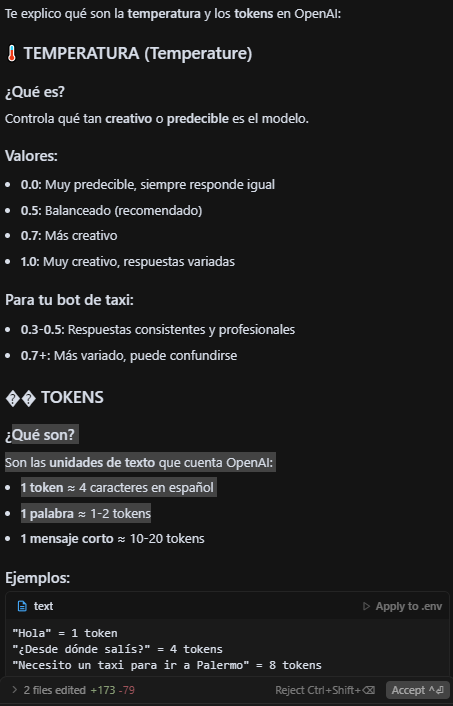 Te explico qué son la temperatura y los tokens en OpenAI:
🌡️ TEMPERATURA (Temperature)
¿Qué es?
Controla qué tan creativo o predecible es el modelo.
Valores:
• 0.0: Muy predecible, siempre responde igual
• 0.5: Balanceado (recomendado)
• 0.7: Más creativo
• 1.0: Muy creativo, respuestas variadas
Para tu bot de taxi:
• 0.3-0.5: Respuestas consistentes y profesionales
• 0.7+: Más variado, puede confundirse
�� TOKENS
¿Qué son?
Son las unidades de texto que cuenta OpenAI:
• 1 token ≈ 4 caracteres en español
• 1 palabra ≈ 1-2 tokens
• 1 mensaje corto ≈ 10-20 tokens
Ejemplos:
text Apply to .env
"Hola" = 1 token
"¿Desde dónde salís?" = 4 tokens
"Necesito un taxi para ir a Palermo" = 8 tokens
> 2 files edited +173 -79 Reject Ctrl+Shift+⌫ Accept ^⏎